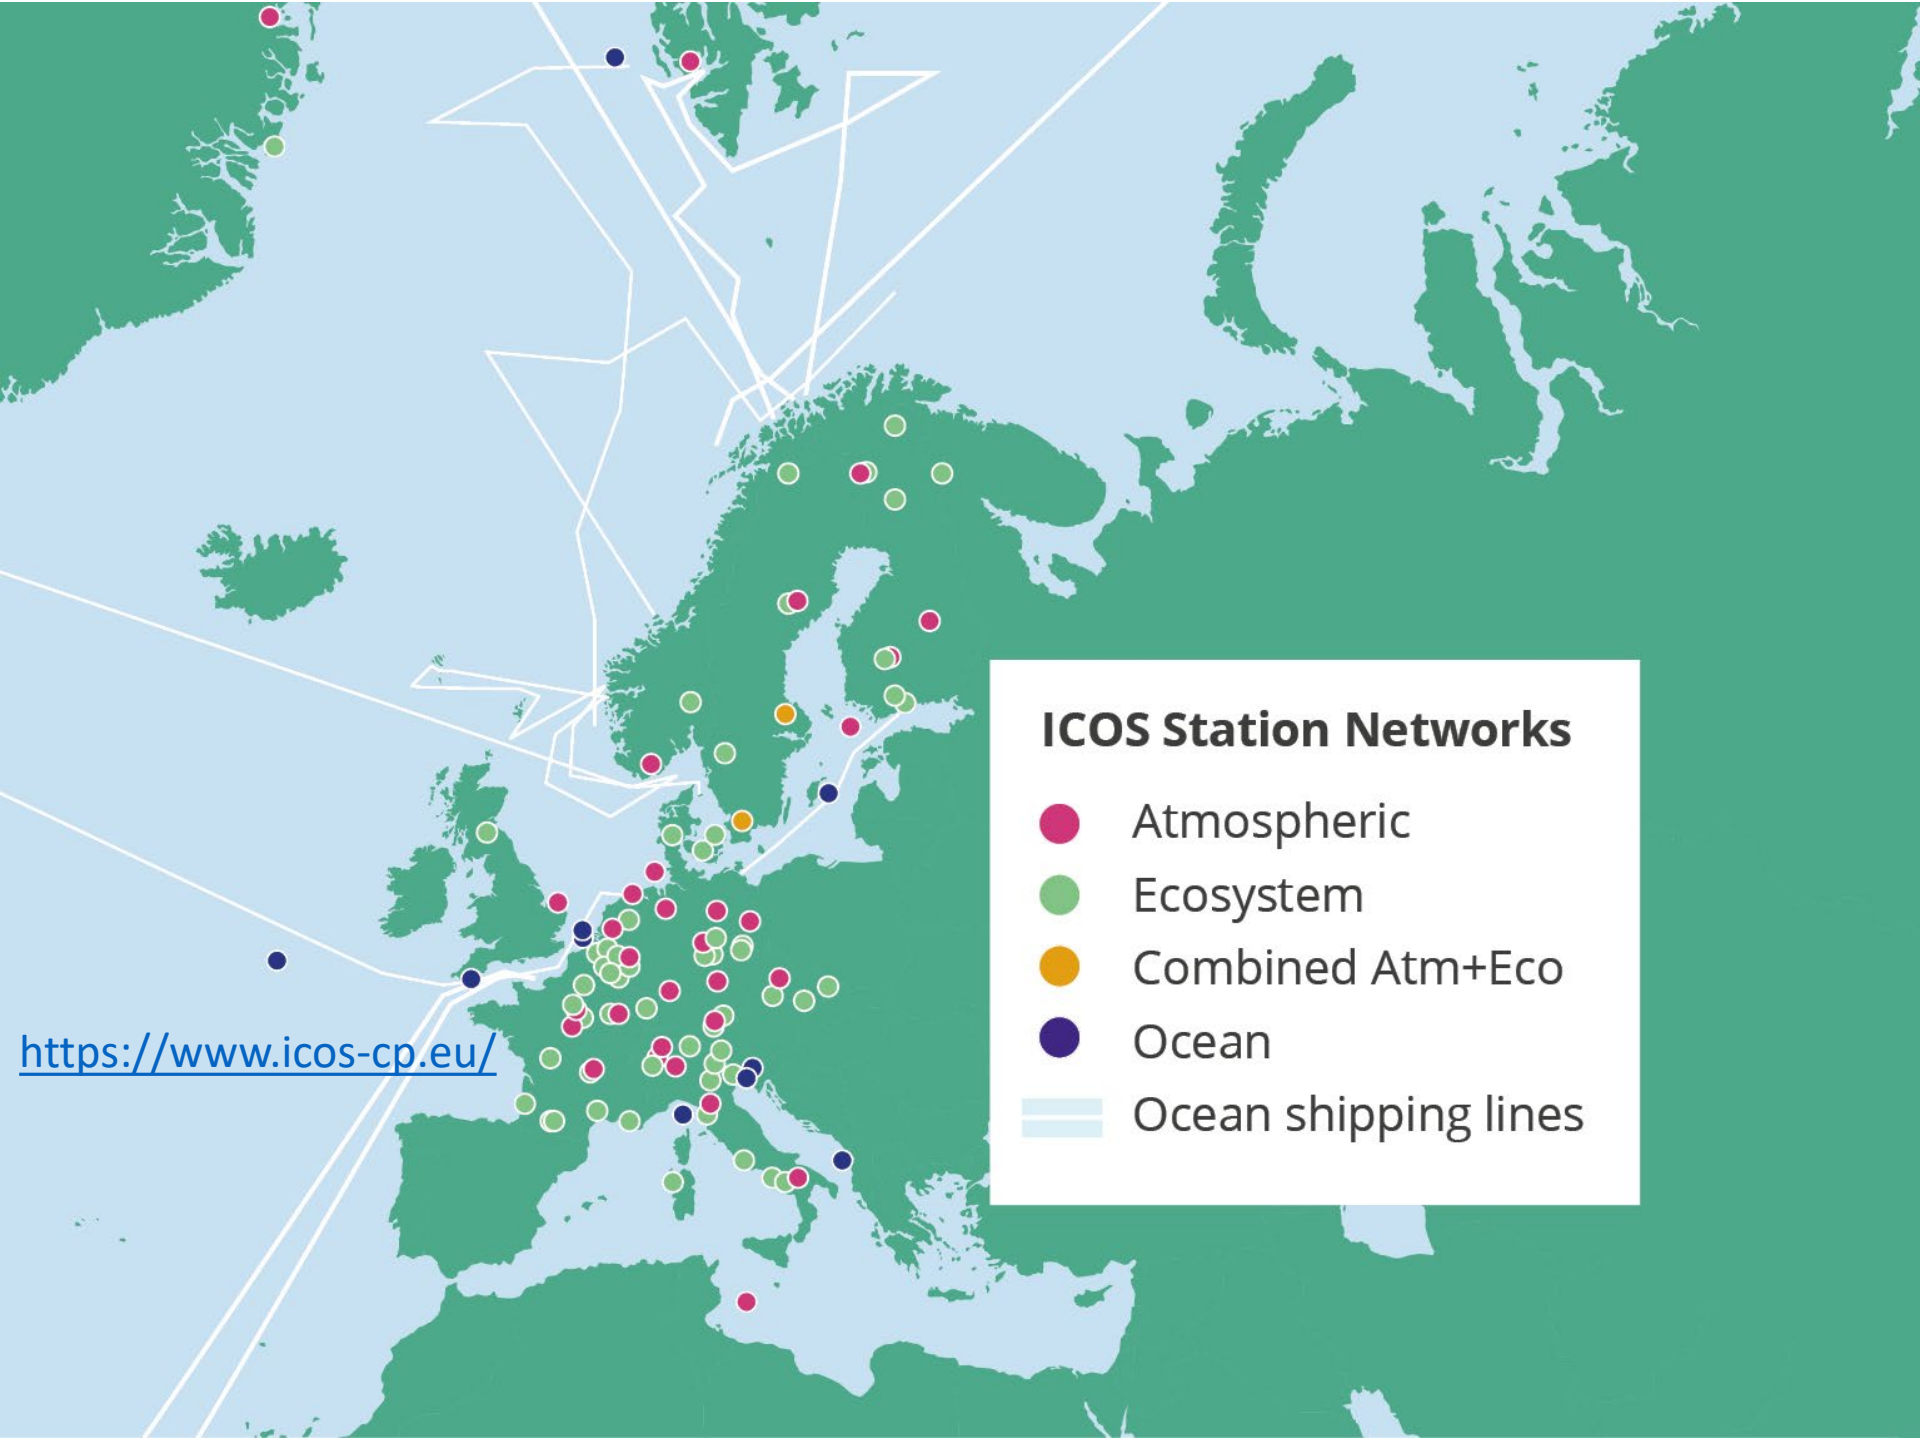 ICOS Station Networks
Atmospheric
Ecosystem
Combined Atm+Eco
Ocean
Ocean shipping lines
https://www.icos-cp.eu/